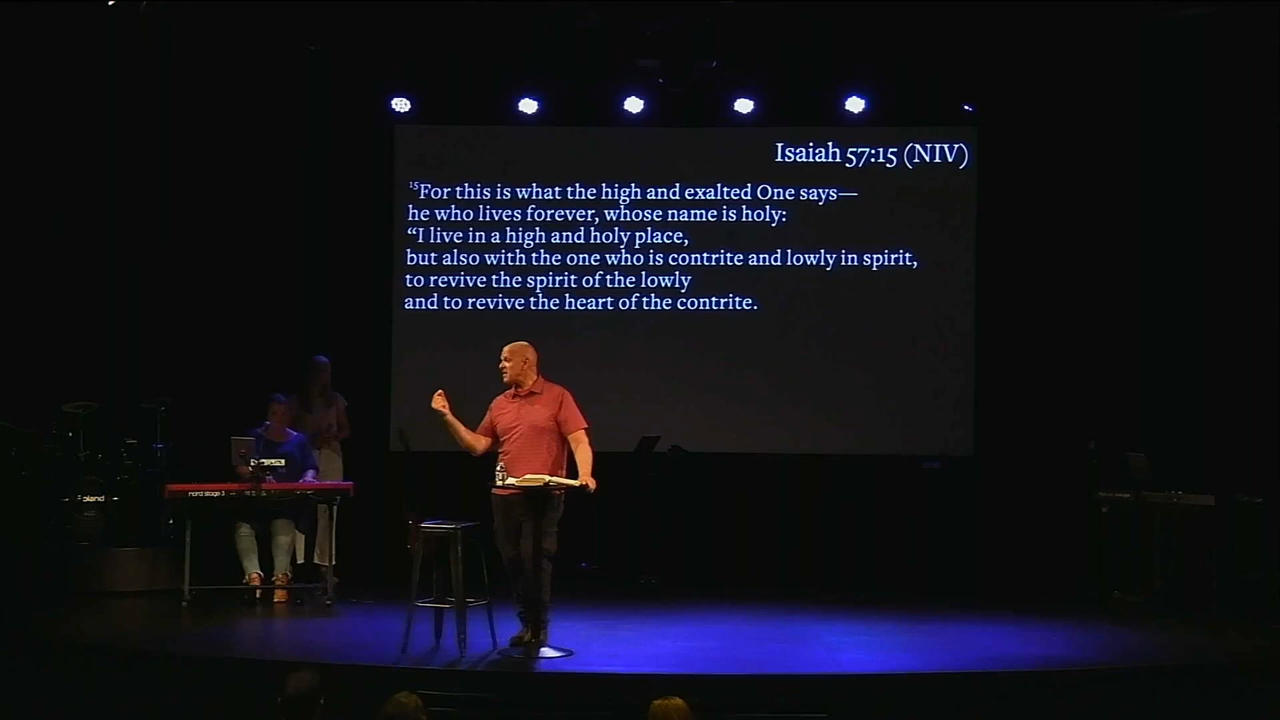 Isaiah 57:15 (NIV)
15For this is what the high and exalted One says—
he who lives forever, whose name is holy:
“I live in a high and holy place,
but also with the one who is contrite and lowly in spirit,
to revive the spirit of the lowly
and to revive the heart of the contrite.
nord stage 3
Roland